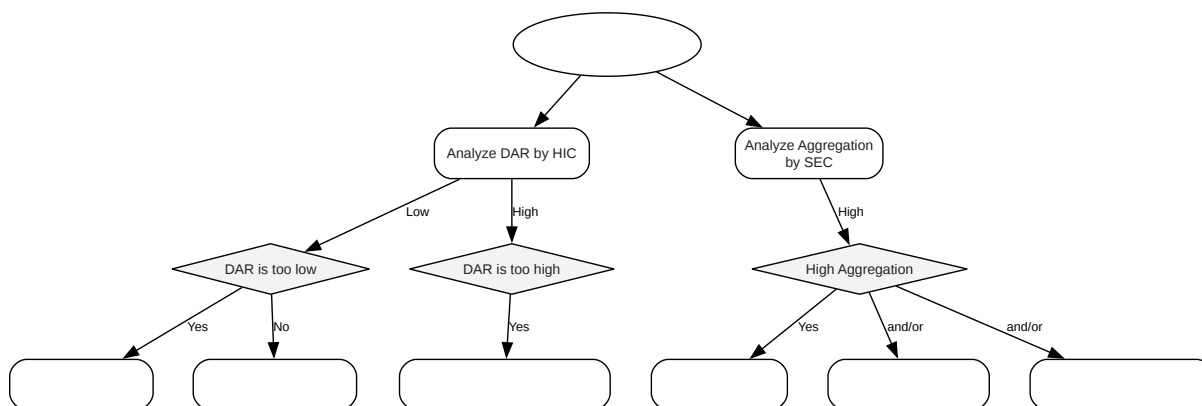 Analyze DAR by HIC
Analyze Aggregation
by SEC
Low
High
High
DAR is too low
DAR is too high
High Aggregation
Yes
No
Yes
Yes
and/or
and/or